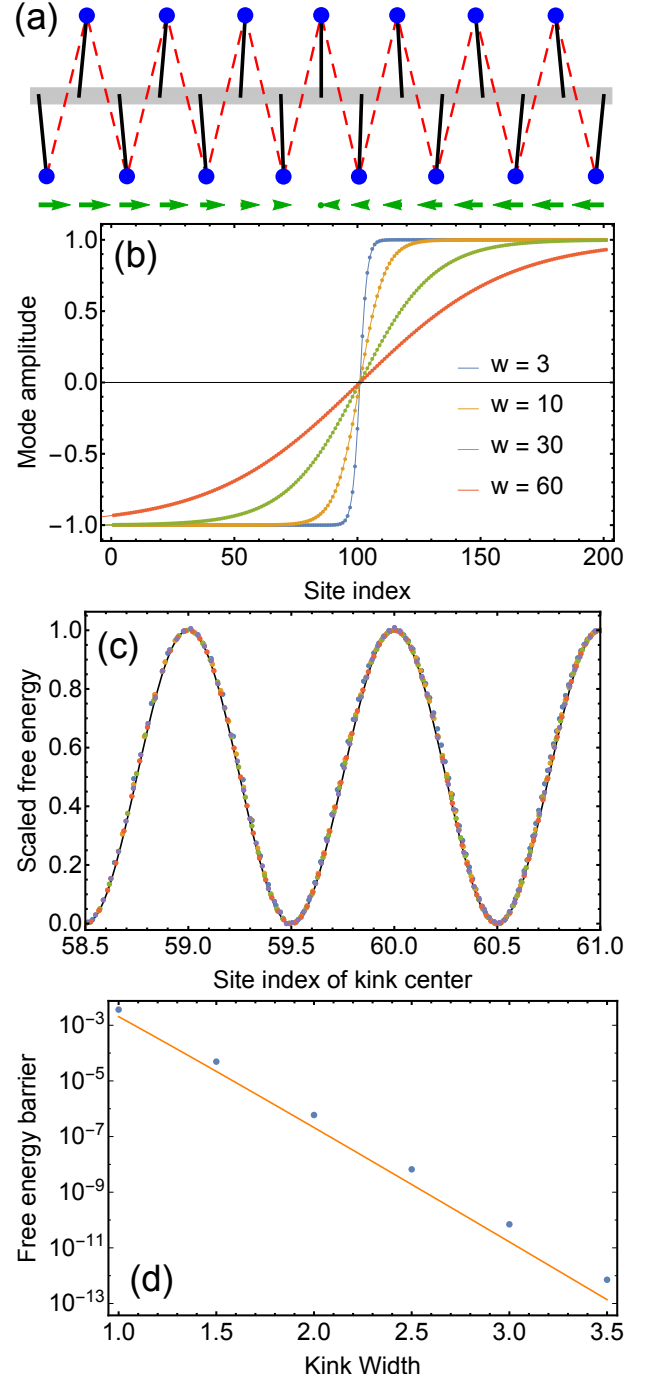 (a)
(b)
1.0
0.5
0.0
−0.5
−1.0
Mode amplitude
w = 3
w = 10
w = 30
w = 60
0 50 100 150 200
Site index
(c)
1.0
0.8
0.6
0.4
0.2
0.0
Scaled free energy
58.5 59.0 59.5 60.0 60.5 61.0
Site index of kink center
10⁻³
10⁻⁵
10⁻⁷
10⁻⁹
10⁻¹¹
10⁻¹³
Free energy barrier
(d)
1.0 1.5 2.0 2.5 3.0 3.5
Kink Width